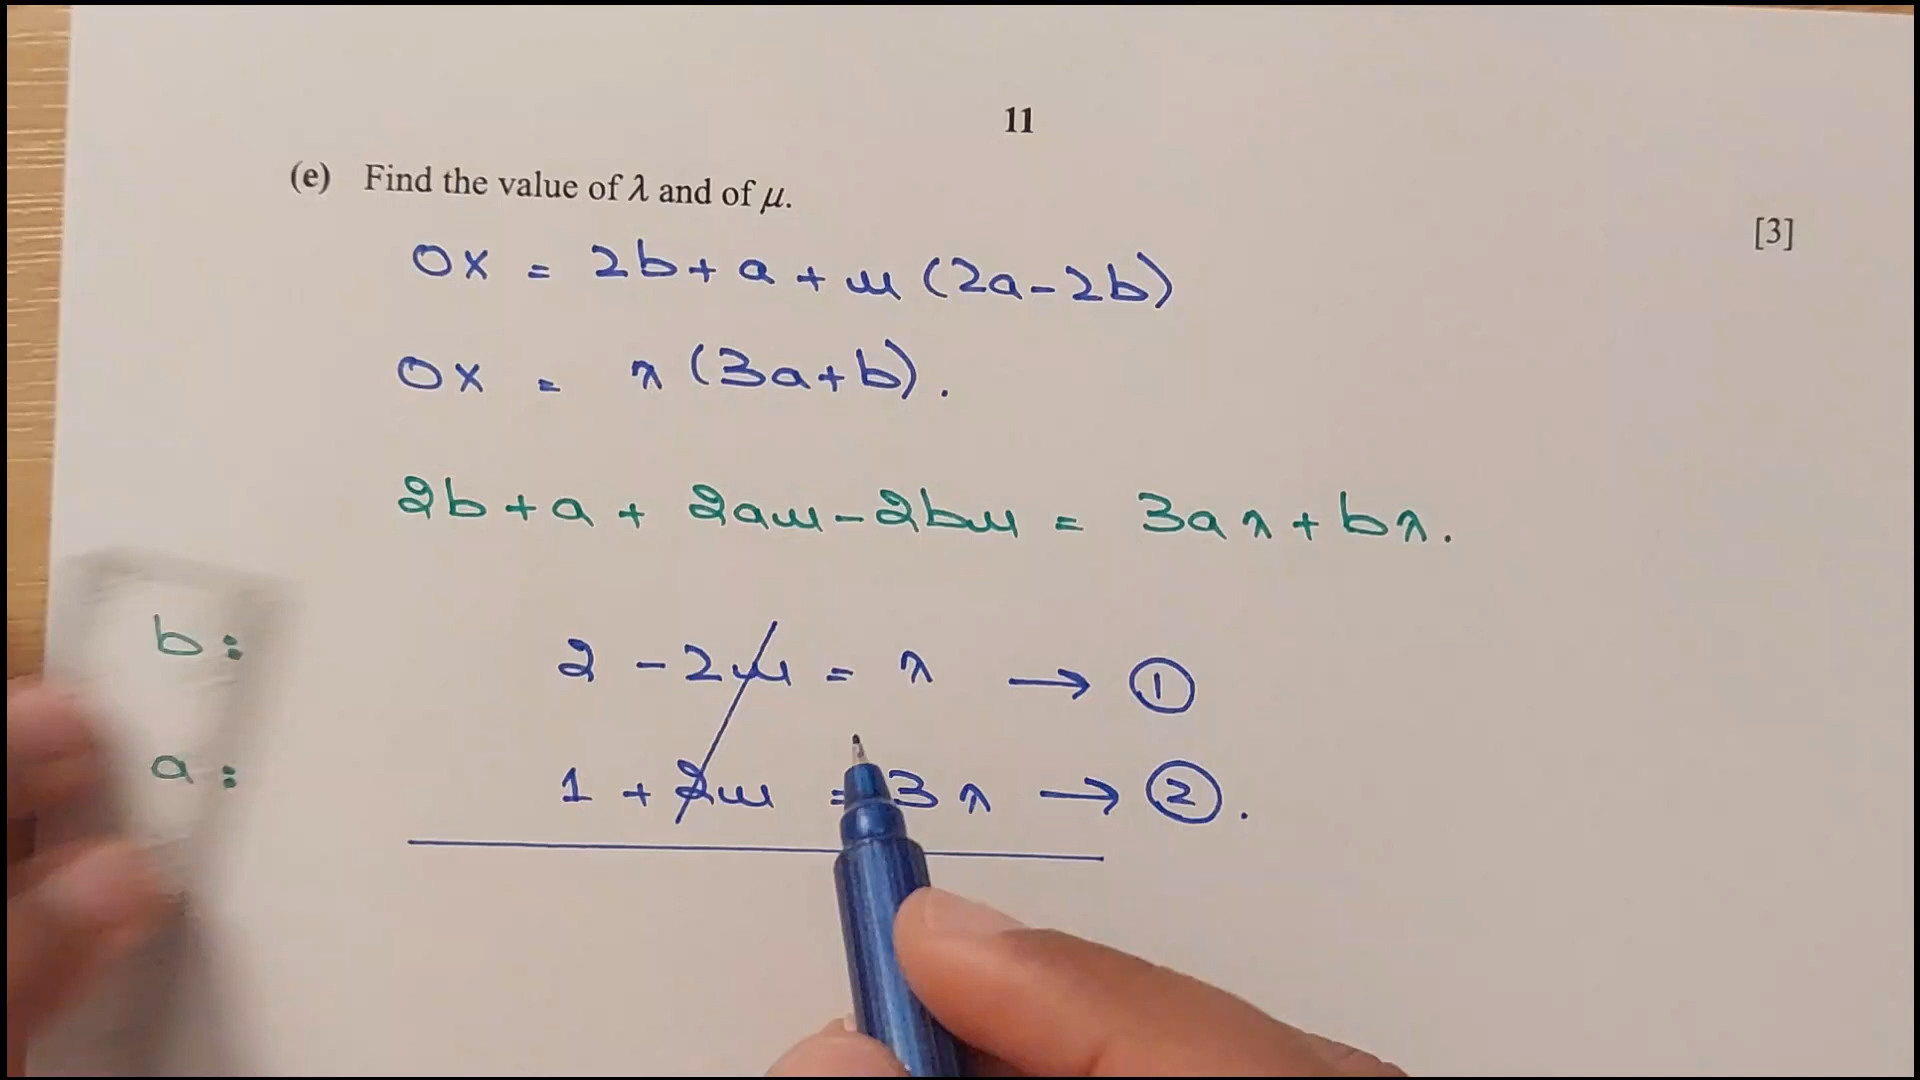 11
(e) Find the value of λ and of μ.
[3]
OX = 2b + a + μ (2a - 2b)
OX = λ (3a + b).
2b + a + 2aμ - 2bμ = 3aλ + bλ.
b: 2 - 2μ = λ → ①
a: 1 + 2μ = 3λ → ②.